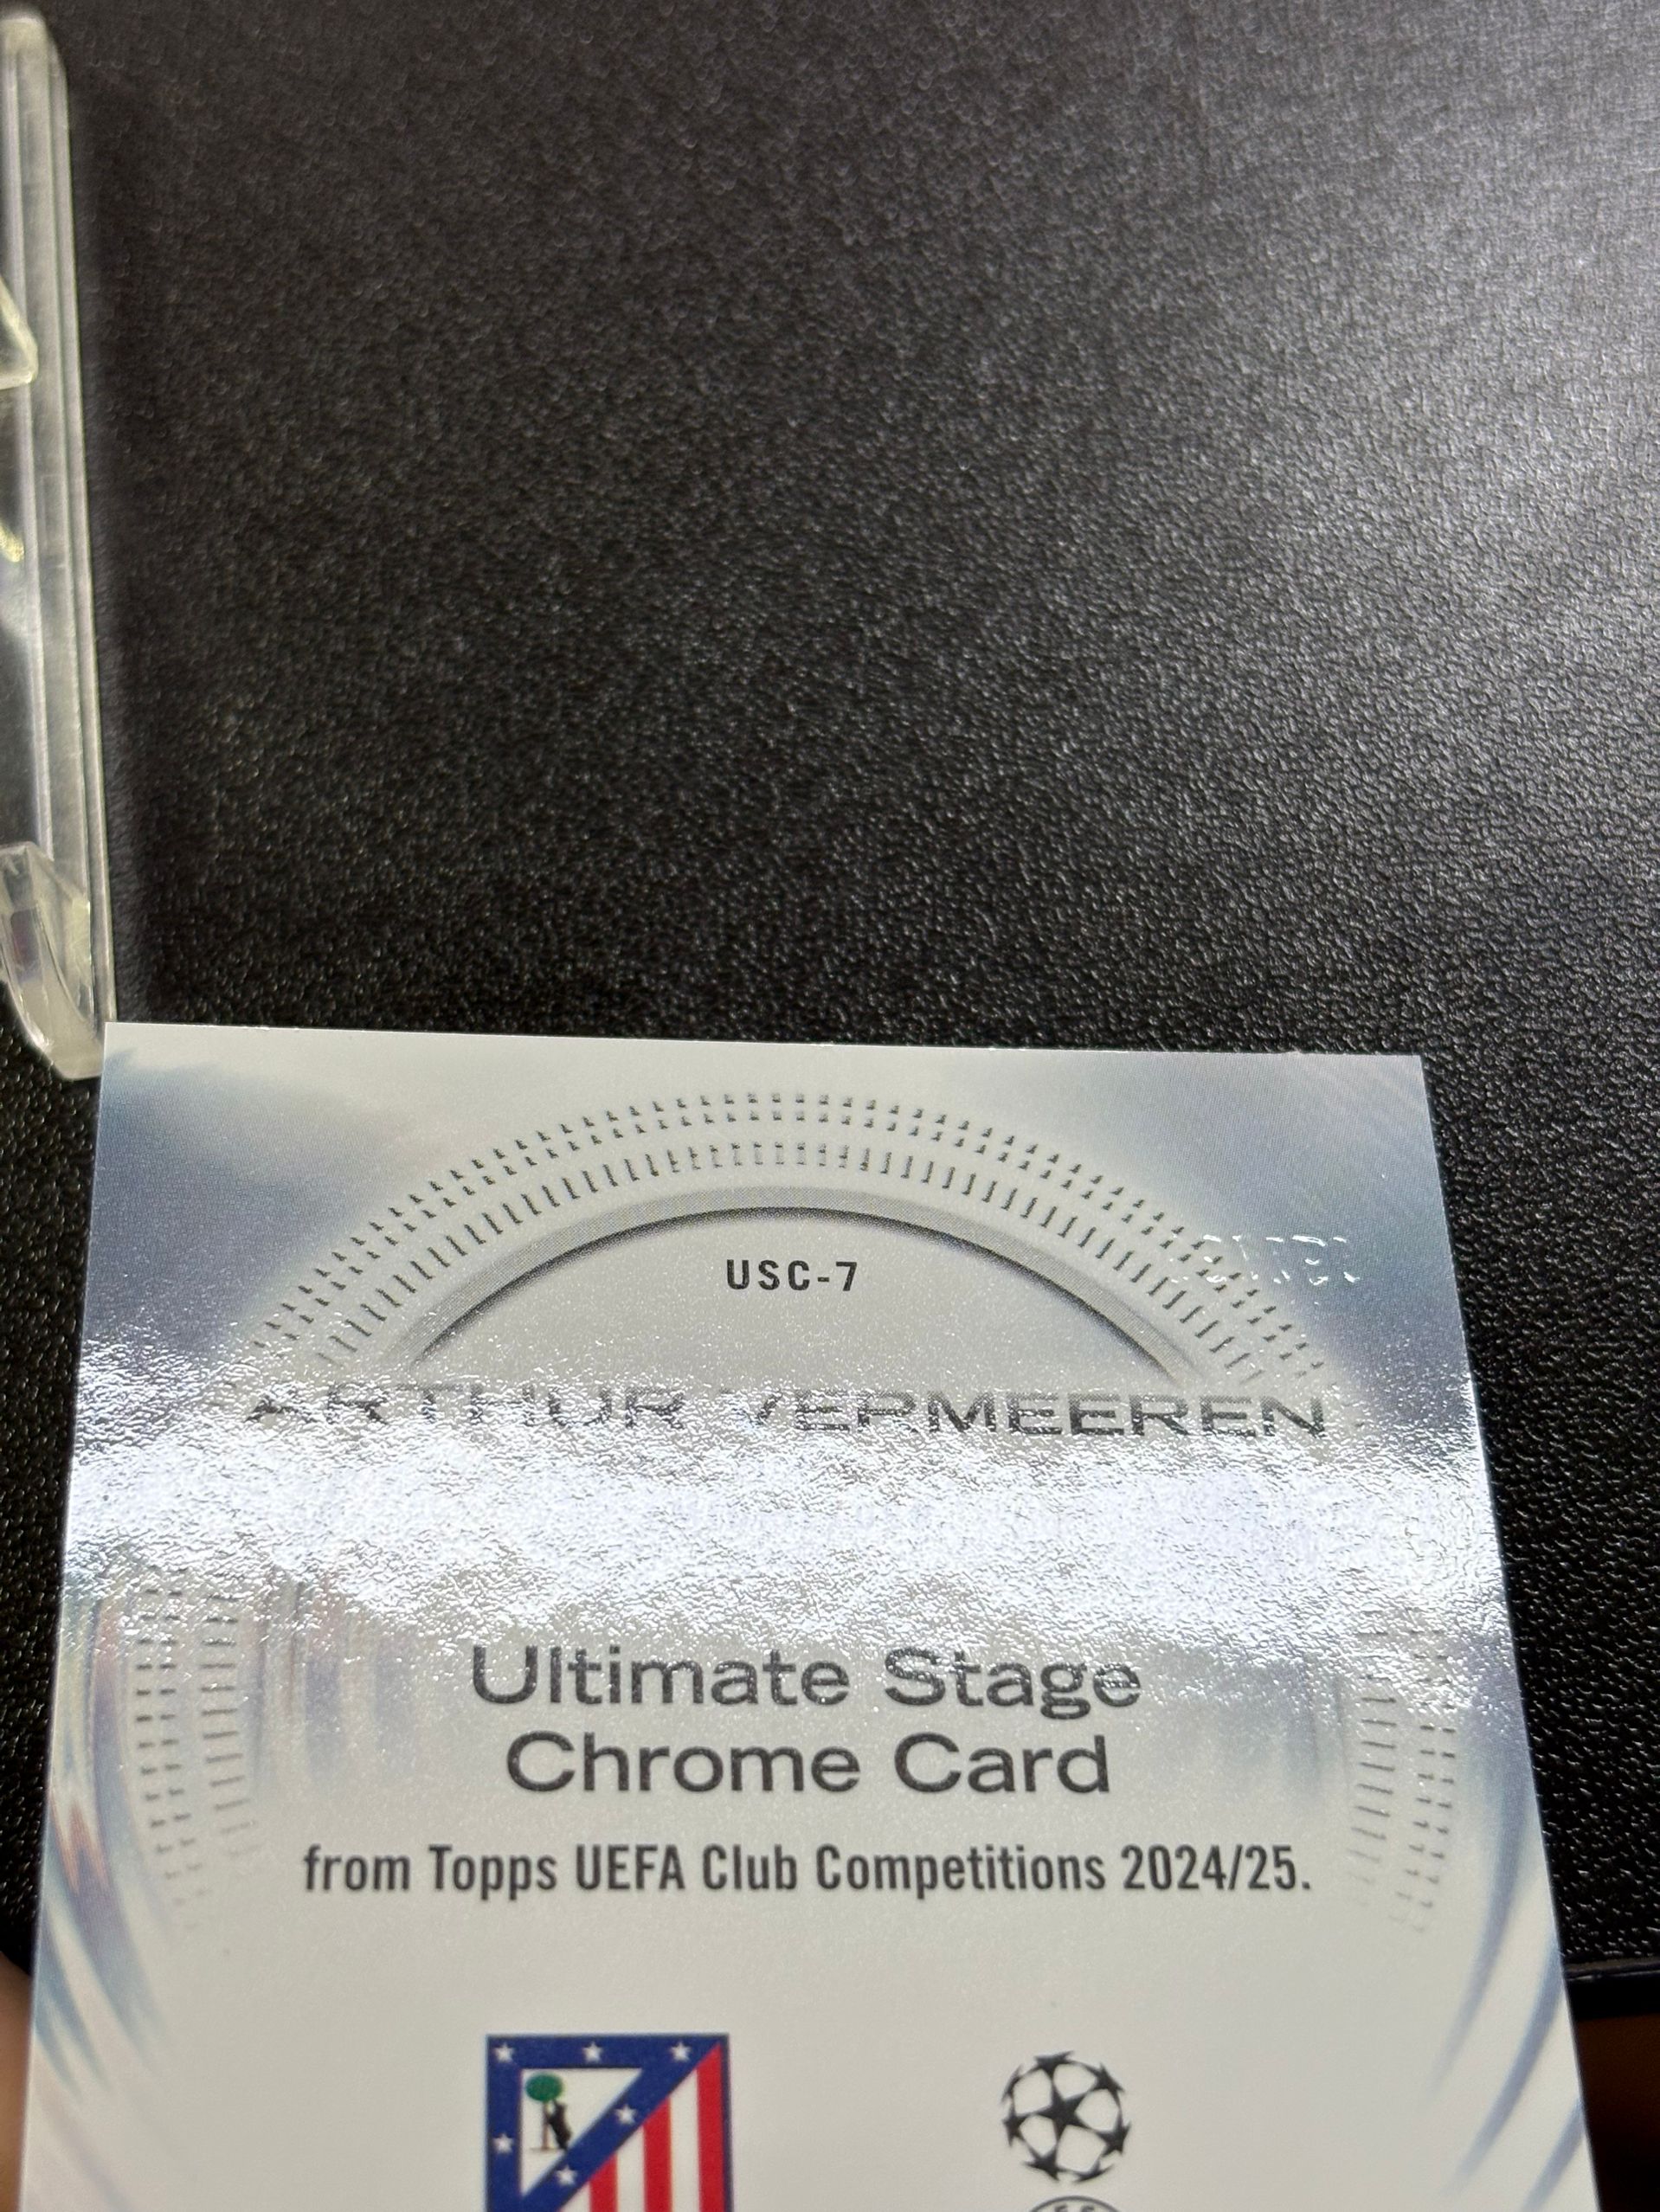 USC-7
ARTHUR VERMEEREN
Ultimate Stage
Chrome Card
from Topps UEFA Club Competitions 2024/25.